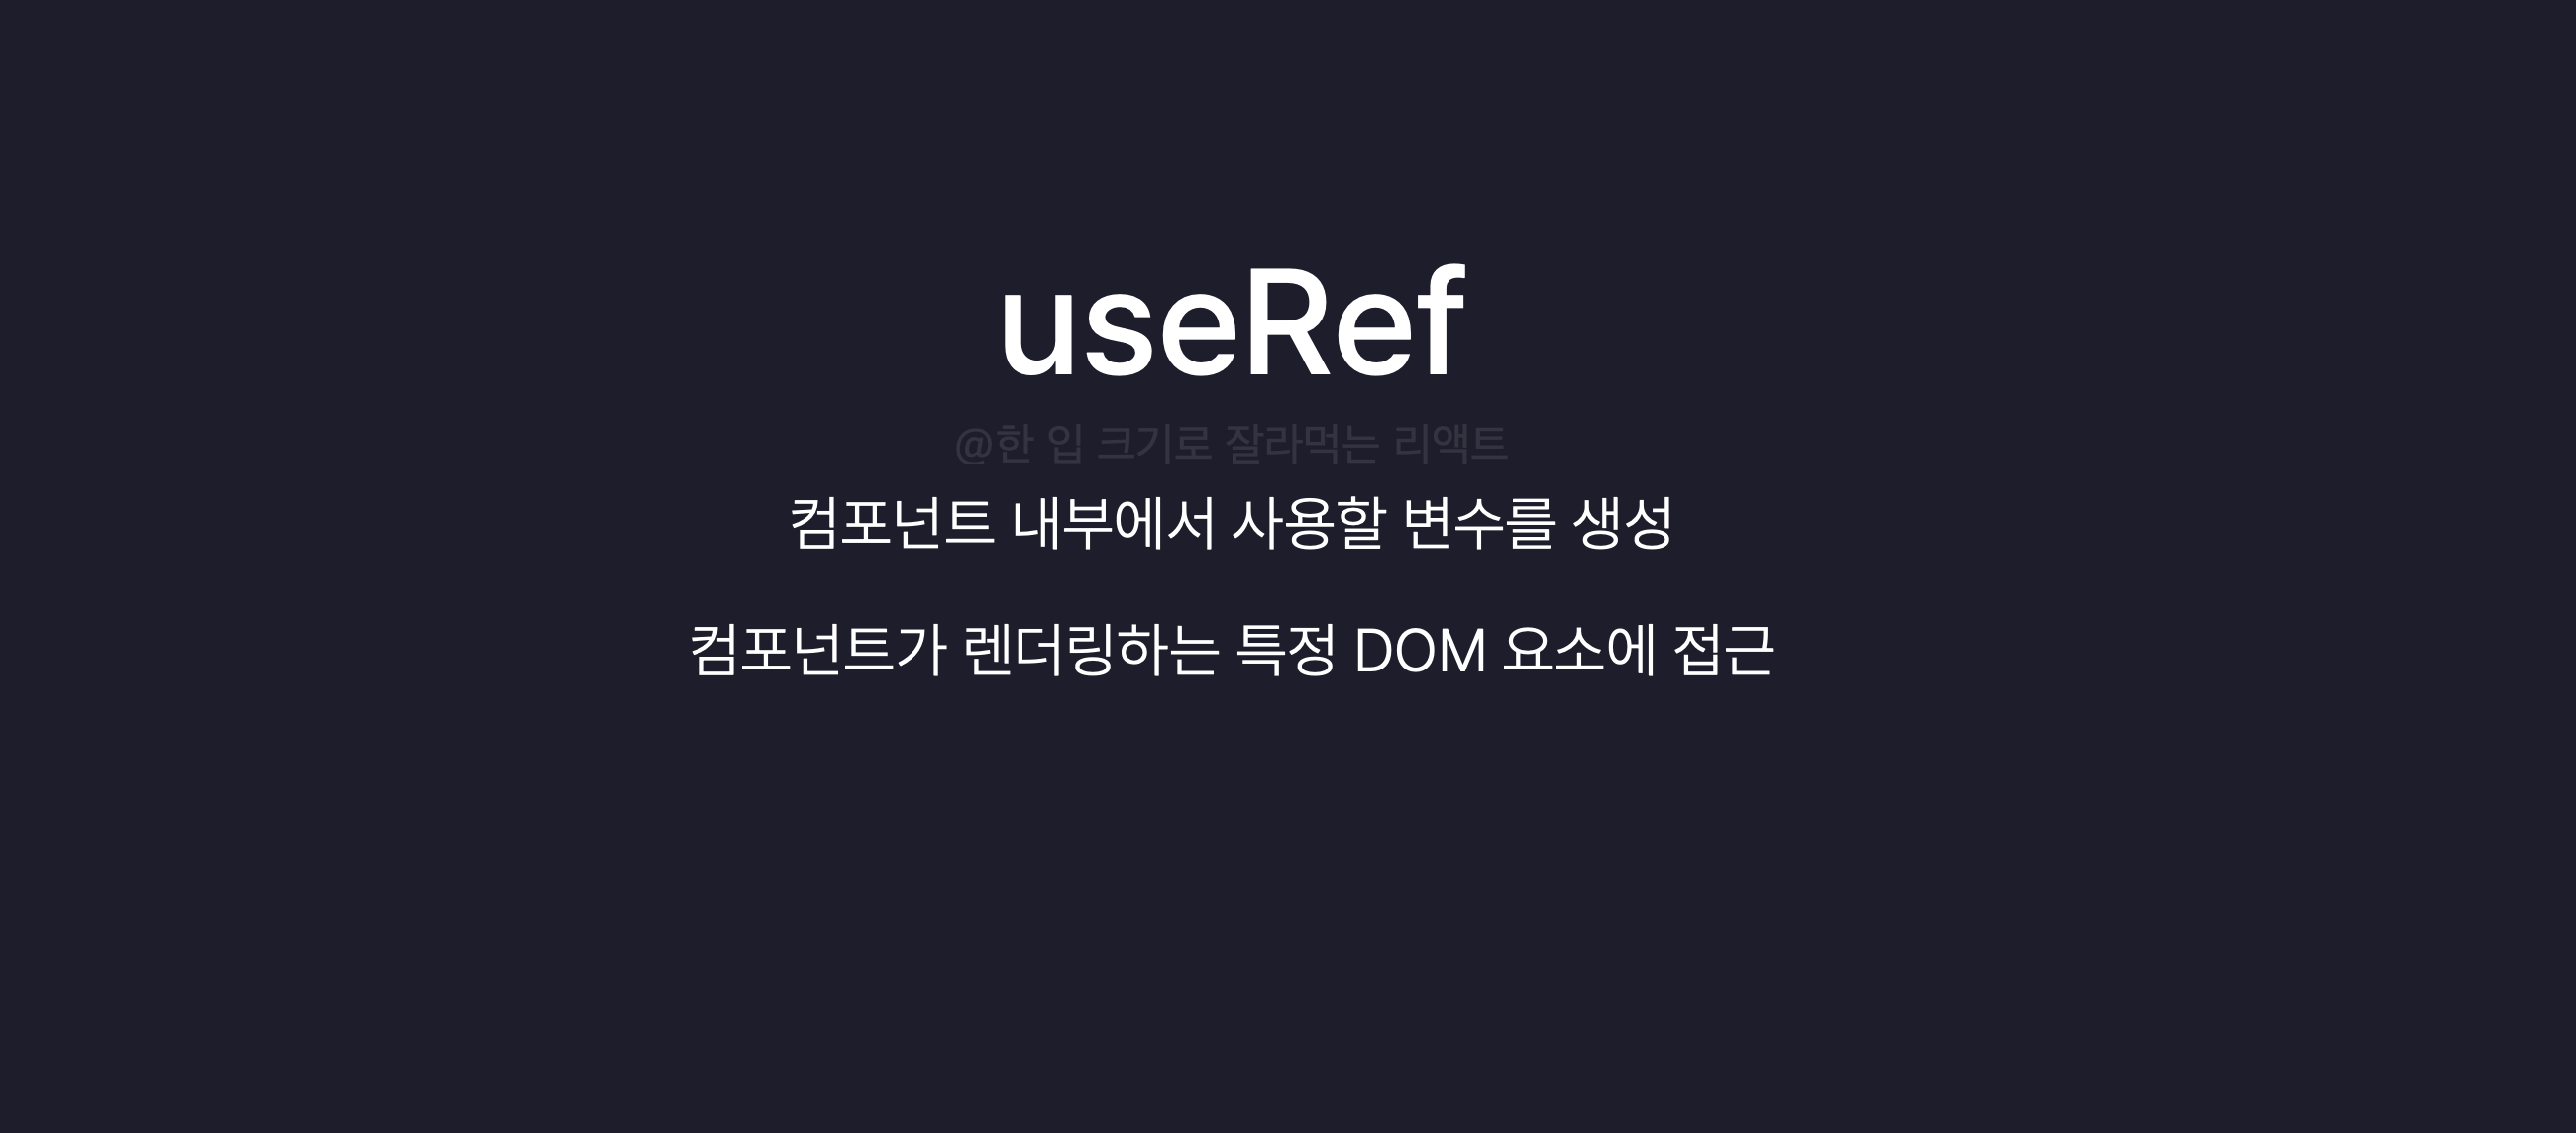 useRef
@한 입 크기로 잘라먹는 리액트
컴포넌트 내부에서 사용할 변수를 생성
컴포넌트가 렌더링하는 특정 DOM 요소에 접근